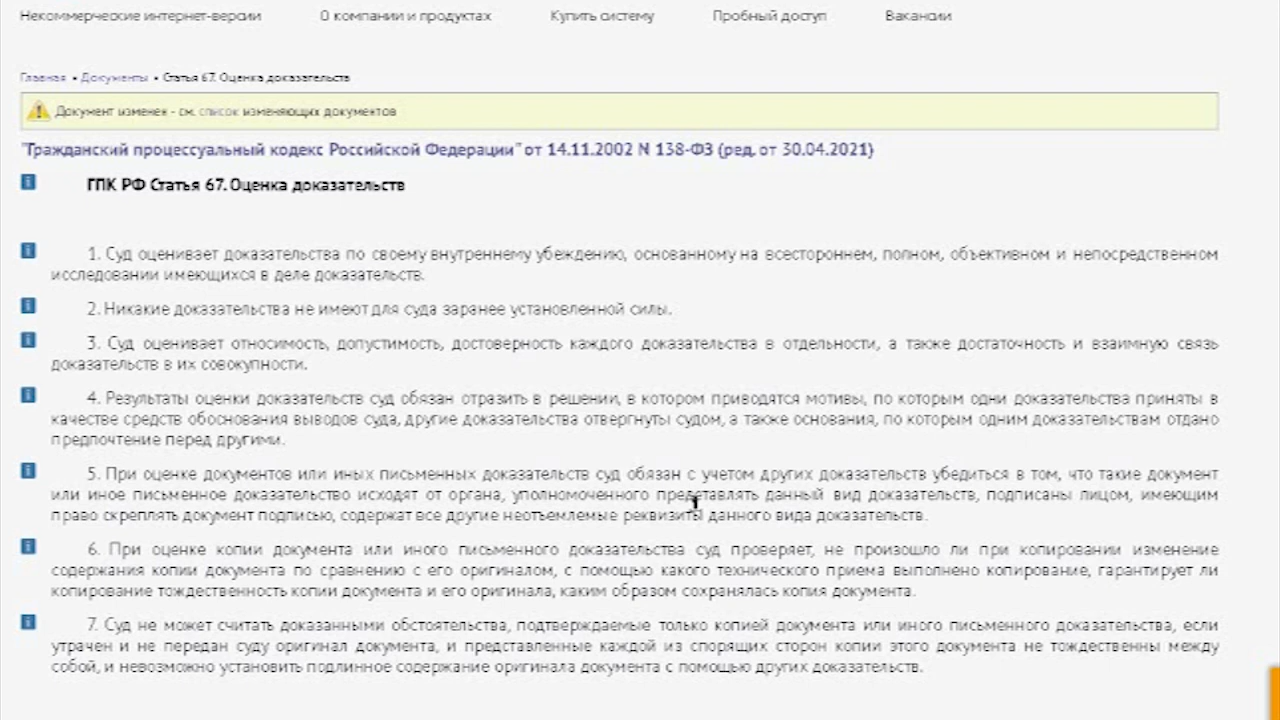 Некоммерческие интернет-версии О компании и продуктах Купить систему Пробный доступ Вакансии
Главная • Документы • Статья 67. Оценка доказательств
Документ изменен - см. список изменяющих документов
"Гражданский процессуальный кодекс Российской Федерации" от 14.11.2002 N 138-ФЗ (ред. от 30.04.2021)
ГПК РФ Статья 67. Оценка доказательств
1. Суд оценивает доказательства по своему внутреннему убеждению, основанному на всестороннем, полном, объективном и непосредственном
исследовании имеющихся в деле доказательств.
2. Никакие доказательства не имеют для суда заранее установленной силы.
3. Суд оценивает относимость, допустимость, достоверность каждого доказательства в отдельности, а также достаточность и взаимную связь
доказательств в их совокупности.
4. Результаты оценки доказательств суд обязан отразить в решении, в котором приводятся мотивы, по которым одни доказательства приняты в
качестве средств обоснования выводов суда, другие доказательства отвергнуты судом, а также основания, по которым одним доказательствам отдано
предпочтение перед другими.
5. При оценке документов или иных письменных доказательств суд обязан с учетом других доказательств убедиться в том, что такие документ
или иное письменное доказательство исходят от органа, уполномоченного представлять данный вид доказательств, подписаны лицом, имеющим
право скреплять документ подписью, содержат все другие неотъемлемые реквизиты данного вида доказательств.
6. При оценке копии документа или иного письменного доказательства суд проверяет, не произошло ли при копировании изменение
содержания копии документа по сравнению с его оригиналом, с помощью какого технического приема выполнено копирование, гарантирует ли
копирование тождественность копии документа и его оригинала, каким образом сохранялась копия документа.
7. Суд не может считать доказанными обстоятельства, подтверждаемые только копией документа или иного письменного доказательства, если
утрачен и не передан суду оригинал документа, и представленные каждой из спорящих сторон копии этого документа не тождественны между
собой, и невозможно установить подлинное содержание оригинала документа с помощью других доказательств.